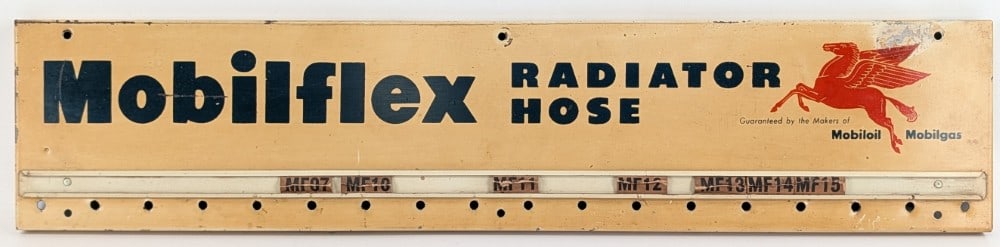 Mobilflex RADIATOR
HOSE
Guaranteed by the Makers of
Mobiloil Mobilgas
MF07 MF10 MF11 MF12 MF13 MF14 MF15